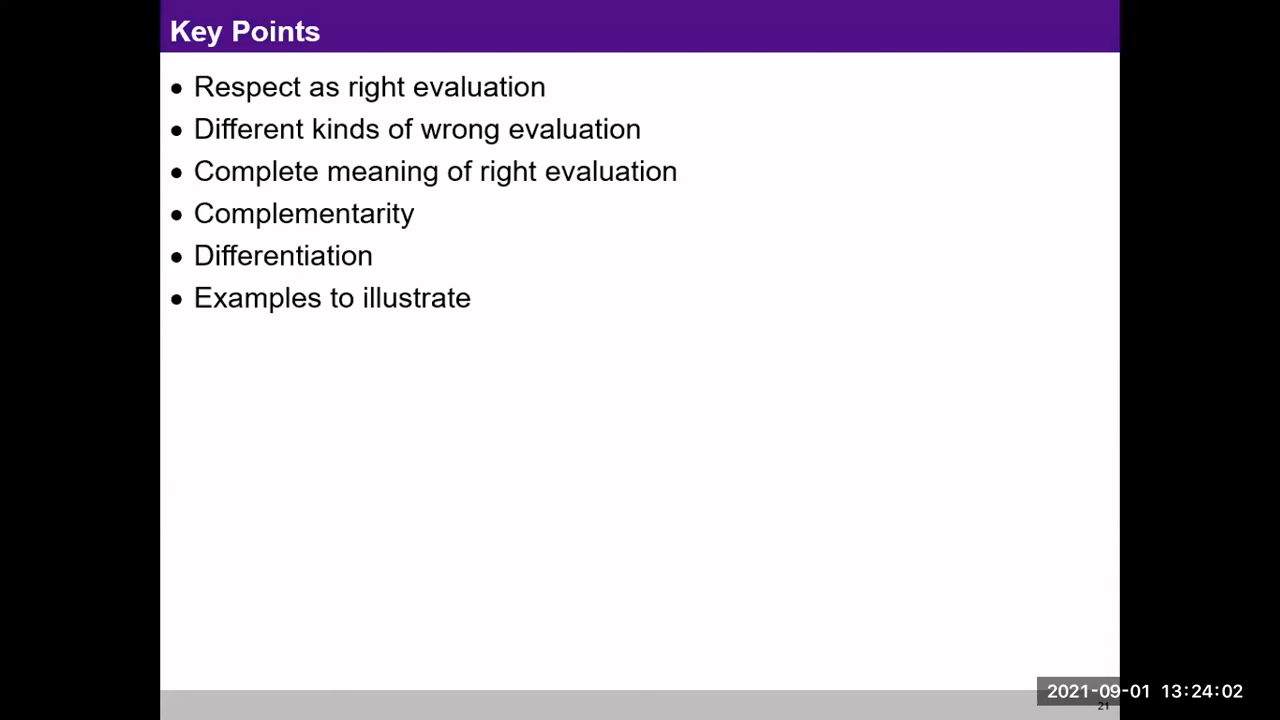 Key Points
• Respect as right evaluation
• Different kinds of wrong evaluation
• Complete meaning of right evaluation
• Complementarity
• Differentiation
• Examples to illustrate
2021-09-01 13:24:02
21